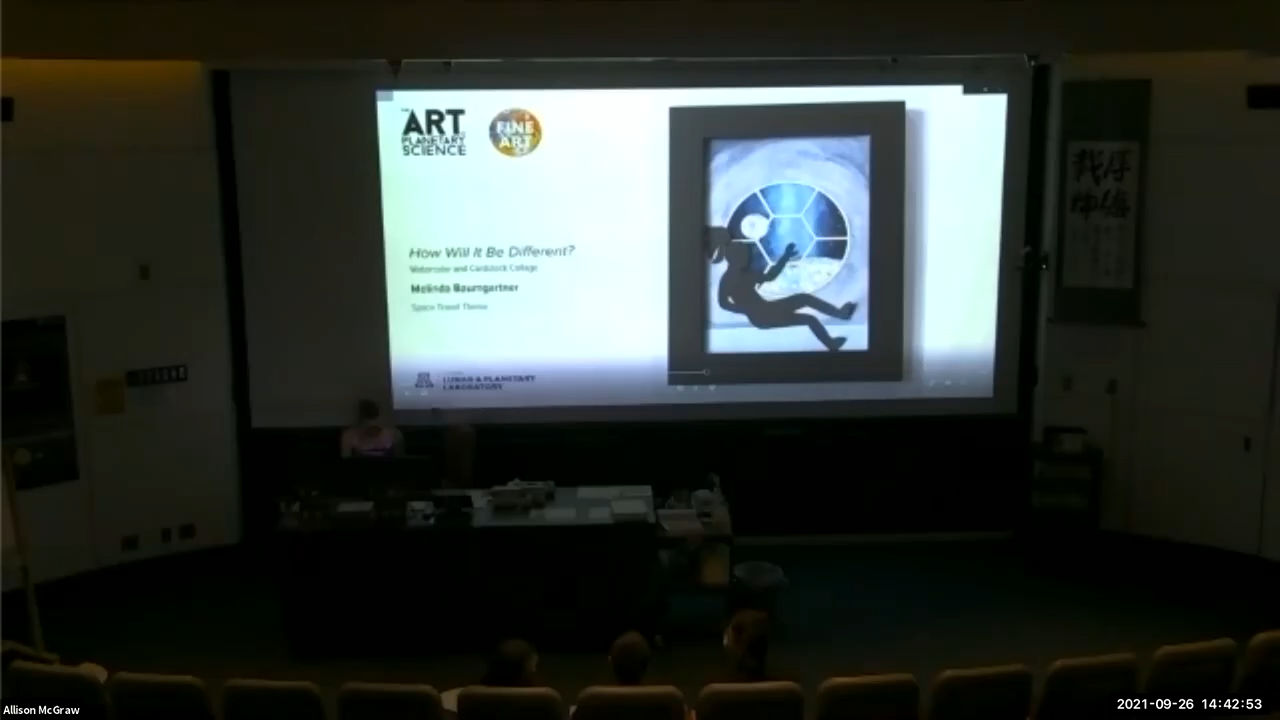 THE
ART
PLANETARY
SCIENCE
FINE
ART
How Will It Be Different?
Watercolor and Cardstock Collage
Melinda Baumgartner
Space Travel Theme
LUNAR & PLANETARY
LABORATORY
Allison McGraw
2021-09-26 14:42:53